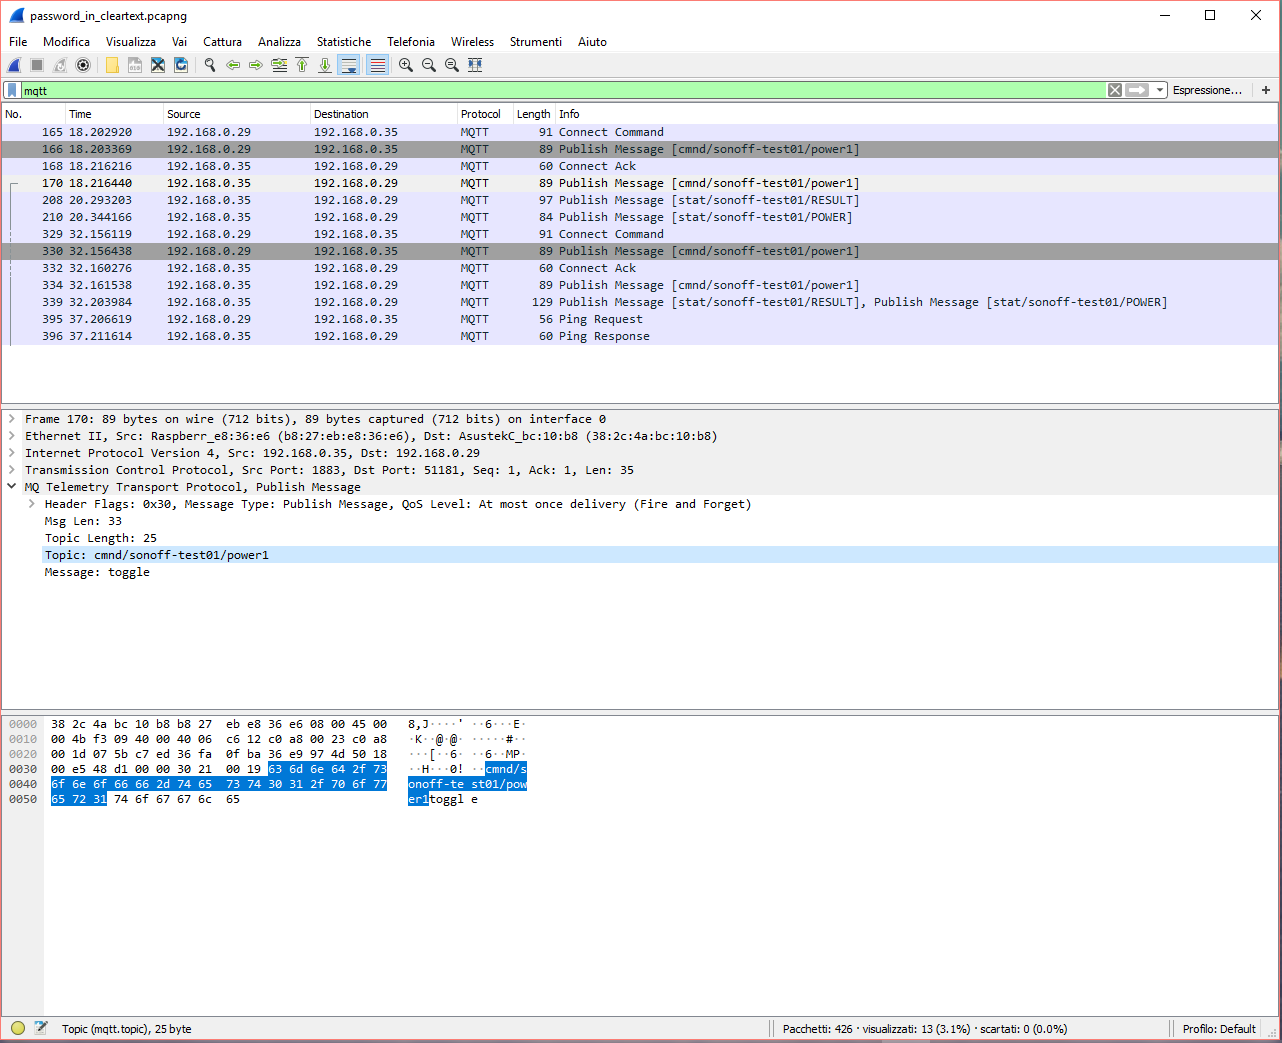 password_in_cleartext.pcapng
File Modifica Visualizza Vai Cattura Analizza Statistiche Telefonia Wireless Strumenti Aiuto
mqtt Espressione... +
No. Time Source Destination Protocol Length Info
165 18.202920 192.168.0.29 192.168.0.35 MQTT 91 Connect Command
166 18.203369 192.168.0.29 192.168.0.35 MQTT 89 Publish Message [cmnd/sonoff-test01/power1]
168 18.216216 192.168.0.35 192.168.0.29 MQTT 60 Connect Ack
170 18.216440 192.168.0.35 192.168.0.29 MQTT 89 Publish Message [cmnd/sonoff-test01/power1]
208 20.293203 192.168.0.35 192.168.0.29 MQTT 97 Publish Message [stat/sonoff-test01/RESULT]
210 20.344166 192.168.0.35 192.168.0.29 MQTT 84 Publish Message [stat/sonoff-test01/POWER]
329 32.156119 192.168.0.29 192.168.0.35 MQTT 91 Connect Command
330 32.156438 192.168.0.29 192.168.0.35 MQTT 89 Publish Message [cmnd/sonoff-test01/power1]
332 32.160276 192.168.0.35 192.168.0.29 MQTT 60 Connect Ack
334 32.161538 192.168.0.35 192.168.0.29 MQTT 89 Publish Message [cmnd/sonoff-test01/power1]
339 32.203984 192.168.0.35 192.168.0.29 MQTT 129 Publish Message [stat/sonoff-test01/RESULT], Publish Message [stat/sonoff-test01/POWER]
395 37.206619 192.168.0.29 192.168.0.35 MQTT 56 Ping Request
396 37.211614 192.168.0.35 192.168.0.29 MQTT 60 Ping Response
Frame 170: 89 bytes on wire (712 bits), 89 bytes captured (712 bits) on interface 0
Ethernet II, Src: Raspberr_e8:36:e6 (b8:27:eb:e8:36:e6), Dst: AsustekC_bc:10:b8 (38:2c:4a:bc:10:b8)
Internet Protocol Version 4, Src: 192.168.0.35, Dst: 192.168.0.29
Transmission Control Protocol, Src Port: 1883, Dst Port: 51181, Seq: 1, Ack: 1, Len: 35
MQ Telemetry Transport Protocol, Publish Message
Header Flags: 0x30, Message Type: Publish Message, QoS Level: At most once delivery (Fire and Forget)
Msg Len: 33
Topic Length: 25
Topic: cmnd/sonoff-test01/power1
Message: toggle
0000 38 2c 4a bc 10 b8 b8 27 eb e8 36 e6 08 00 45 00 8,J····' ··6···E·
0010 00 4b f3 09 40 00 40 06 c6 12 c0 a8 00 23 c0 a8 ·K··@·@· ·····#··
0020 00 1d 07 5b c7 ed 36 fa 0f ba 36 e9 97 4d 50 18 ···[··6· ··6··MP·
0030 00 e5 48 d1 00 00 30 21 00 19 63 6d 6e 64 2f 73 ··H···0! ··cmnd/s
0040 6f 6e 6f 66 66 2d 74 65 73 74 30 31 2f 70 6f 77 onoff-te st01/pow
0050 65 72 31 74 6f 67 67 6c 65 er1toggl e
Topic (mqtt.topic), 25 byte Pacchetti: 426 · visualizzati: 13 (3.1%) · scartati: 0 (0.0%) Profilo: Default